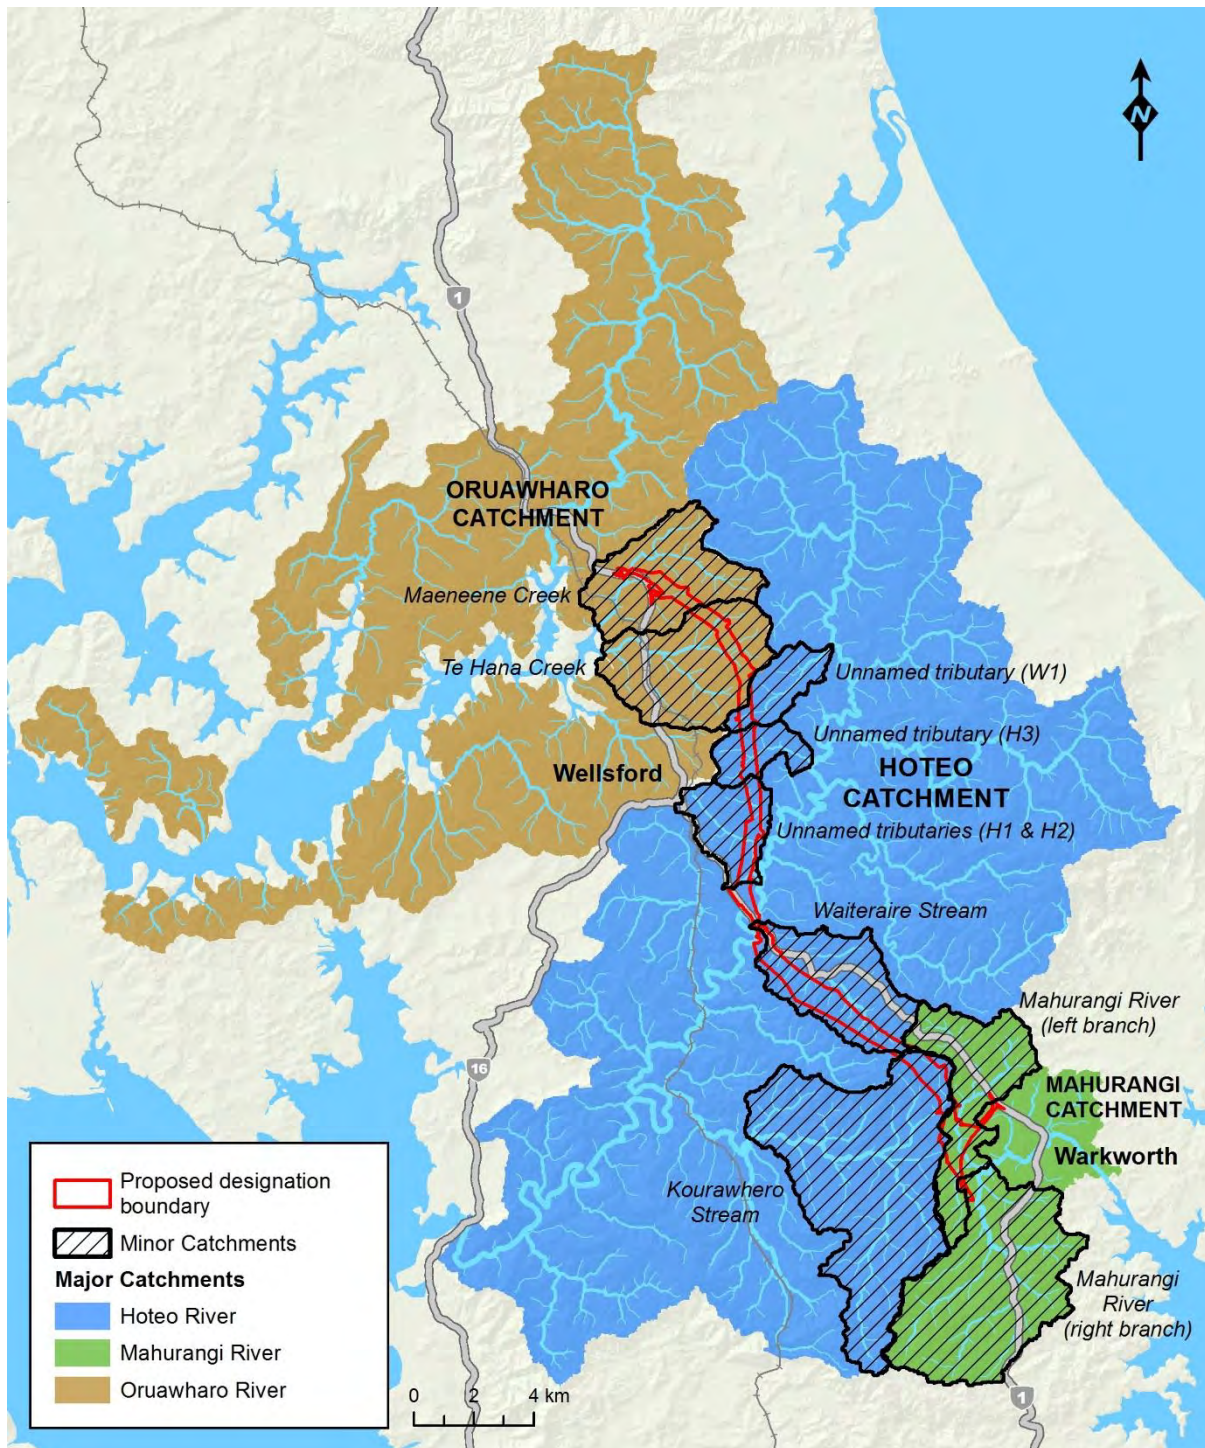 N
1
ORUAWHARO
CATCHMENT
Maeneene Creek
Te Hana Creek
Unnamed tributary (W1)
Unnamed tributary (H3)
Wellsford
HOTEO
CATCHMENT
Unnamed tributaries (H1 & H2)
Waiteraire Stream
Mahurangi River
(left branch)
16
MAHURANGI
CATCHMENT
Warkworth
Kourawhero
Stream
Mahurangi
River
(right branch)
1
Proposed designation
boundary
Minor Catchments
Major Catchments
Hoteo River
Mahurangi River
Oruawharo River
0 2 4 km